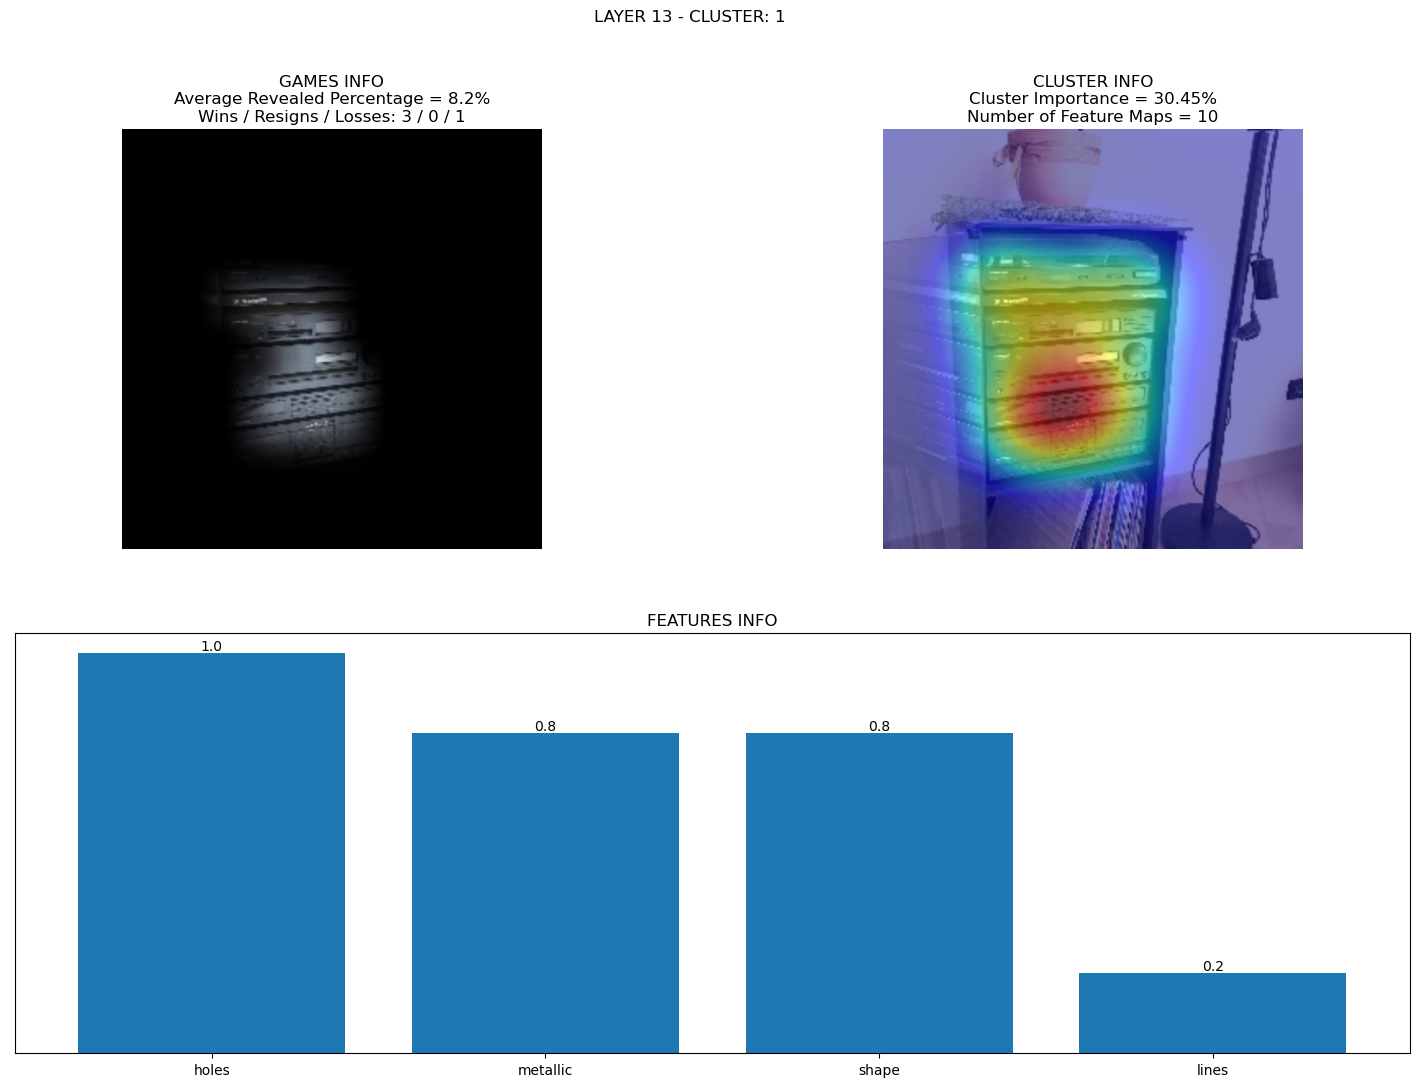 LAYER 13 - CLUSTER: 1
GAMES INFO
Average Revealed Percentage = 8.2%
Wins / Resigns / Losses: 3 / 0 / 1
CLUSTER INFO
Cluster Importance = 30.45%
Number of Feature Maps = 10
FEATURES INFO
1.0
0.8
0.8
0.2
holes
metallic
shape
lines